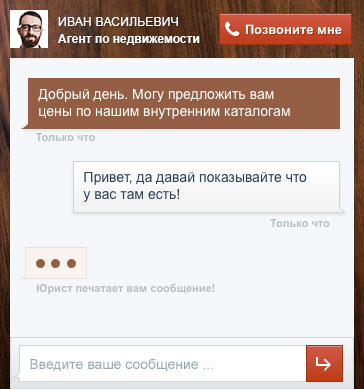 ИВАН ВАСИЛЬЕВИЧ
Агент по недвижемости
Позвоните мне
Добрый день. Могу предложить вам
цены по нашим внутренним каталогам
Только что
Привет, да давай показывайте что
у вас там есть!
Только что
Юрист печатает вам сообщение!
Введите ваше сообщение ...